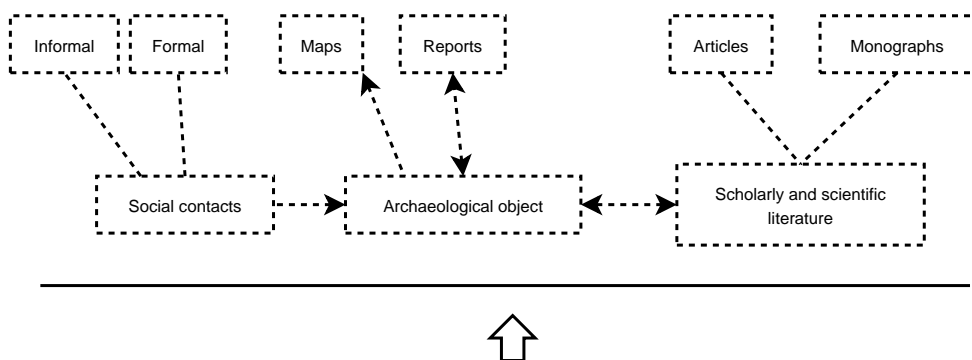 Informal
Formal
Maps
Reports
Articles
Monographs
Social contacts
Archaeological object
Scholarly and scientific
literature